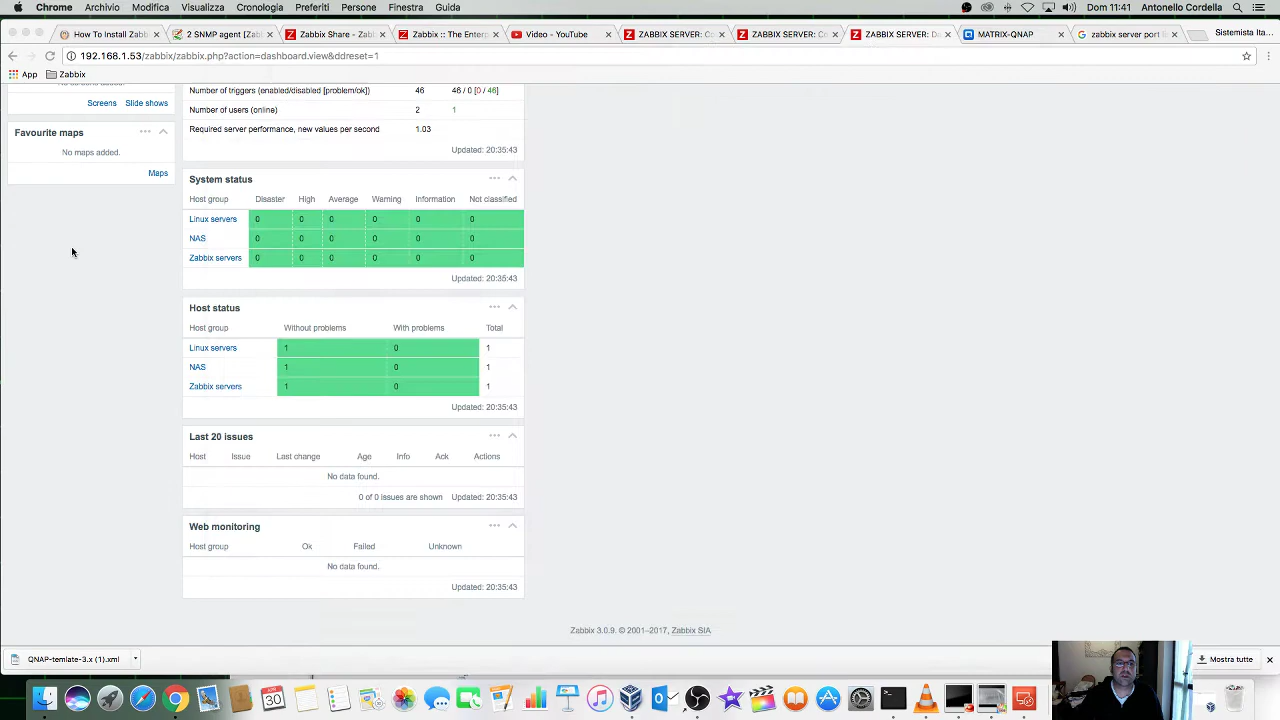 Chrome Archivio Modifica Visualizza Cronologia Preferiti Persone Finestra Guida Dom 11:41 Antonello Cordella
How To Install Zabb 2 SNMP agent [Zab Zabbix Share - Zab Zabbix :: The Enterp Video - YouTube ZABBIX SERVER: Co ZABBIX SERVER: Co ZABBIX SERVER: Da MATRIX-QNAP zabbix server port li Sistemista Ita...
192.168.1.53/zabbix/zabbix.php?action=dashboard.view&ddreset=1
App Zabbix
Screens Slide shows
Favourite maps
No maps added.
Maps
Number of triggers (enabled/disabled [problem/ok]) 46 46 / 0 [0 / 46]
Number of users (online) 2 1
Required server performance, new values per second 1.03
Updated: 20:35:43
System status
Host group Disaster High Average Warning Information Not classified
Linux servers 0 0 0 0 0 0
NAS 0 0 0 0 0 0
Zabbix servers 0 0 0 0 0 0
Updated: 20:35:43
Host status
Host group Without problems With problems Total
Linux servers 1 0 1
NAS 1 0 1
Zabbix servers 1 0 1
Updated: 20:35:43
Last 20 issues
Host Issue Last change Age Info Ack Actions
No data found.
0 of 0 issues are shown Updated: 20:35:43
Web monitoring
Host group Ok Failed Unknown
No data found.
Updated: 20:35:43
Zabbix 3.0.9. © 2001–2017, Zabbix SIA
QNAP-temlate-3.x (1).xml Mostra tutte
APR
30